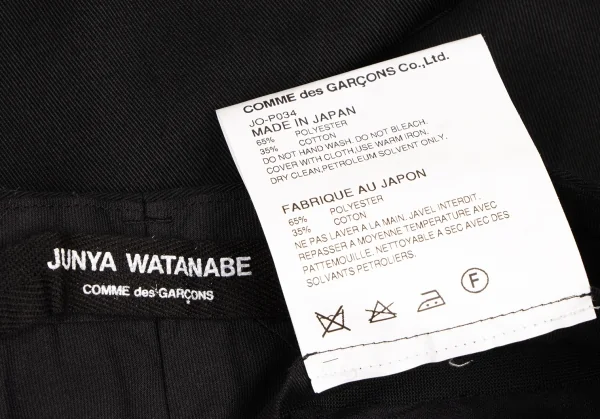 COMME des GARÇONS Co.,Ltd.
JO-P034
MADE IN JAPAN
65% POLYESTER
35% COTTON
DO NOT HAND WASH. DO NOT BLEACH.
COVER WITH CLOTH.USE WARM IRON.
DRY CLEAN,PETROLEUM SOLVENT ONLY.
FABRIQUE AU JAPON
65% POLYESTER
35% COTON
NE PAS LAVER A LA MAIN. JAVEL INTERDIT.
REPASSER A MOYENNE TEMPERATURE AVEC
PATTEMOUILLE. NETTOYABLE A SEC AVEC DES
SOLVANTS PETROLIERS.
F
JUNYA WATANABE
COMME des GARÇONS